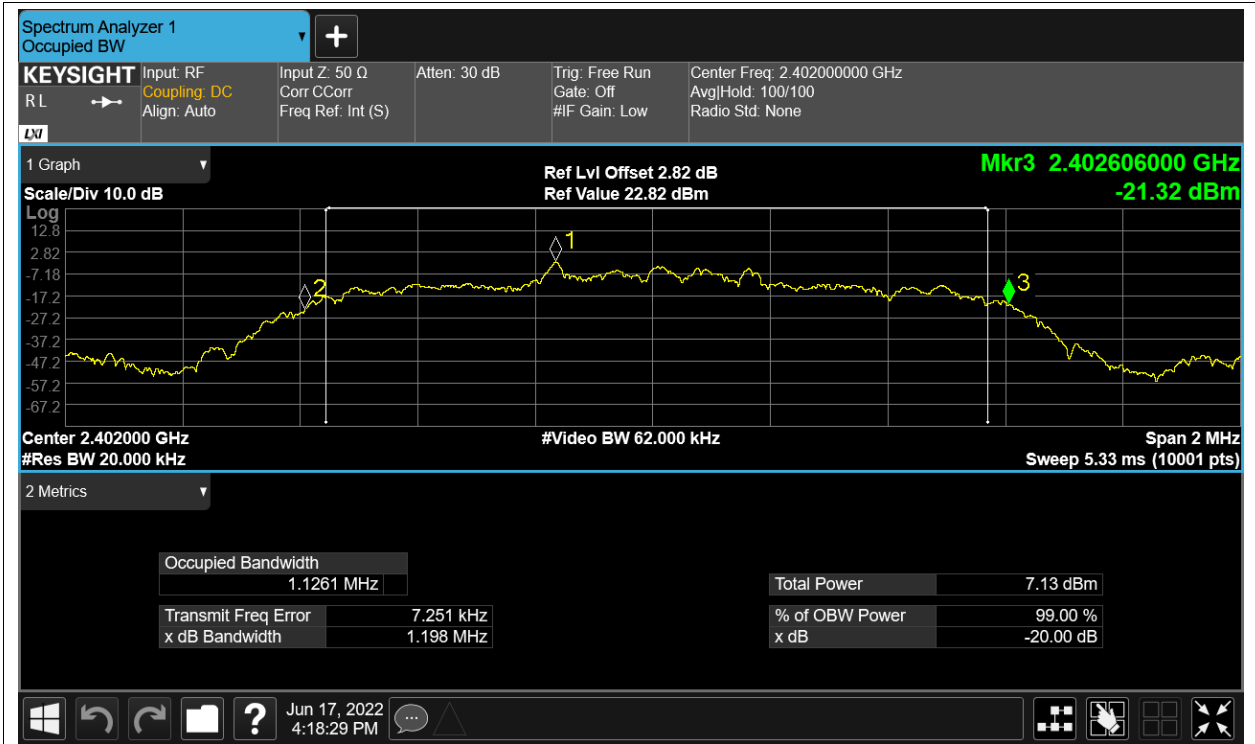 Spectrum Analyzer 1
Occupied BW
KEYSIGHT
R L
LXI
Input: RF
Coupling: DC
Align: Auto
Input Z: 50 Ω
Corr CCorr
Freq Ref: Int (S)
Atten: 30 dB
Trig: Free Run
Gate: Off
#IF Gain: Low
Center Freq: 2.402000000 GHz
Avg|Hold: 100/100
Radio Std: None
1 Graph
Scale/Div 10.0 dB
Ref Lvl Offset 2.82 dB
Ref Value 22.82 dBm
Mkr3 2.402606000 GHz
-21.32 dBm
Log
12.8
2.82
-7.18
-17.2
-27.2
-37.2
-47.2
-57.2
-67.2
1
2
3
Center 2.402000 GHz
#Video BW 62.000 kHz
Span 2 MHz
#Res BW 20.000 kHz
Sweep 5.33 ms (10001 pts)
2 Metrics
Occupied Bandwidth
1.1261 MHz
Transmit Freq Error 7.251 kHz
x dB Bandwidth 1.198 MHz
Total Power 7.13 dBm
% of OBW Power 99.00 %
x dB -20.00 dB
?
Jun 17, 2022
4:18:29 PM